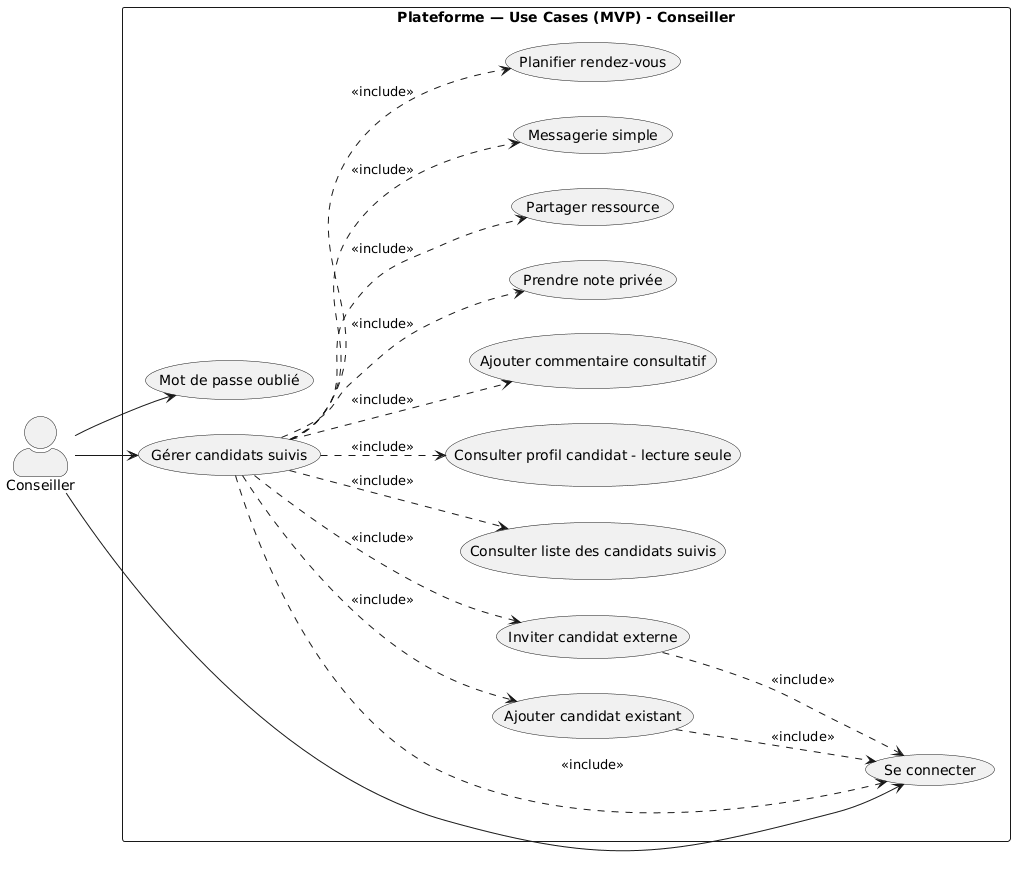 Plateforme — Use Cases (MVP) - Conseiller
Planifier rendez-vous
«include»
Messagerie simple
«include»
Partager ressource
«include»
Prendre note privée
«include»
Ajouter commentaire consultatif
Mot de passe oublié
«include»
Gérer candidats suivis
«include»
Consulter profil candidat - lecture seule
Conseiller
«include»
Consulter liste des candidats suivis
«include»
«include»
Inviter candidat externe
«include»
Ajouter candidat existant
«include»
«include»
Se connecter